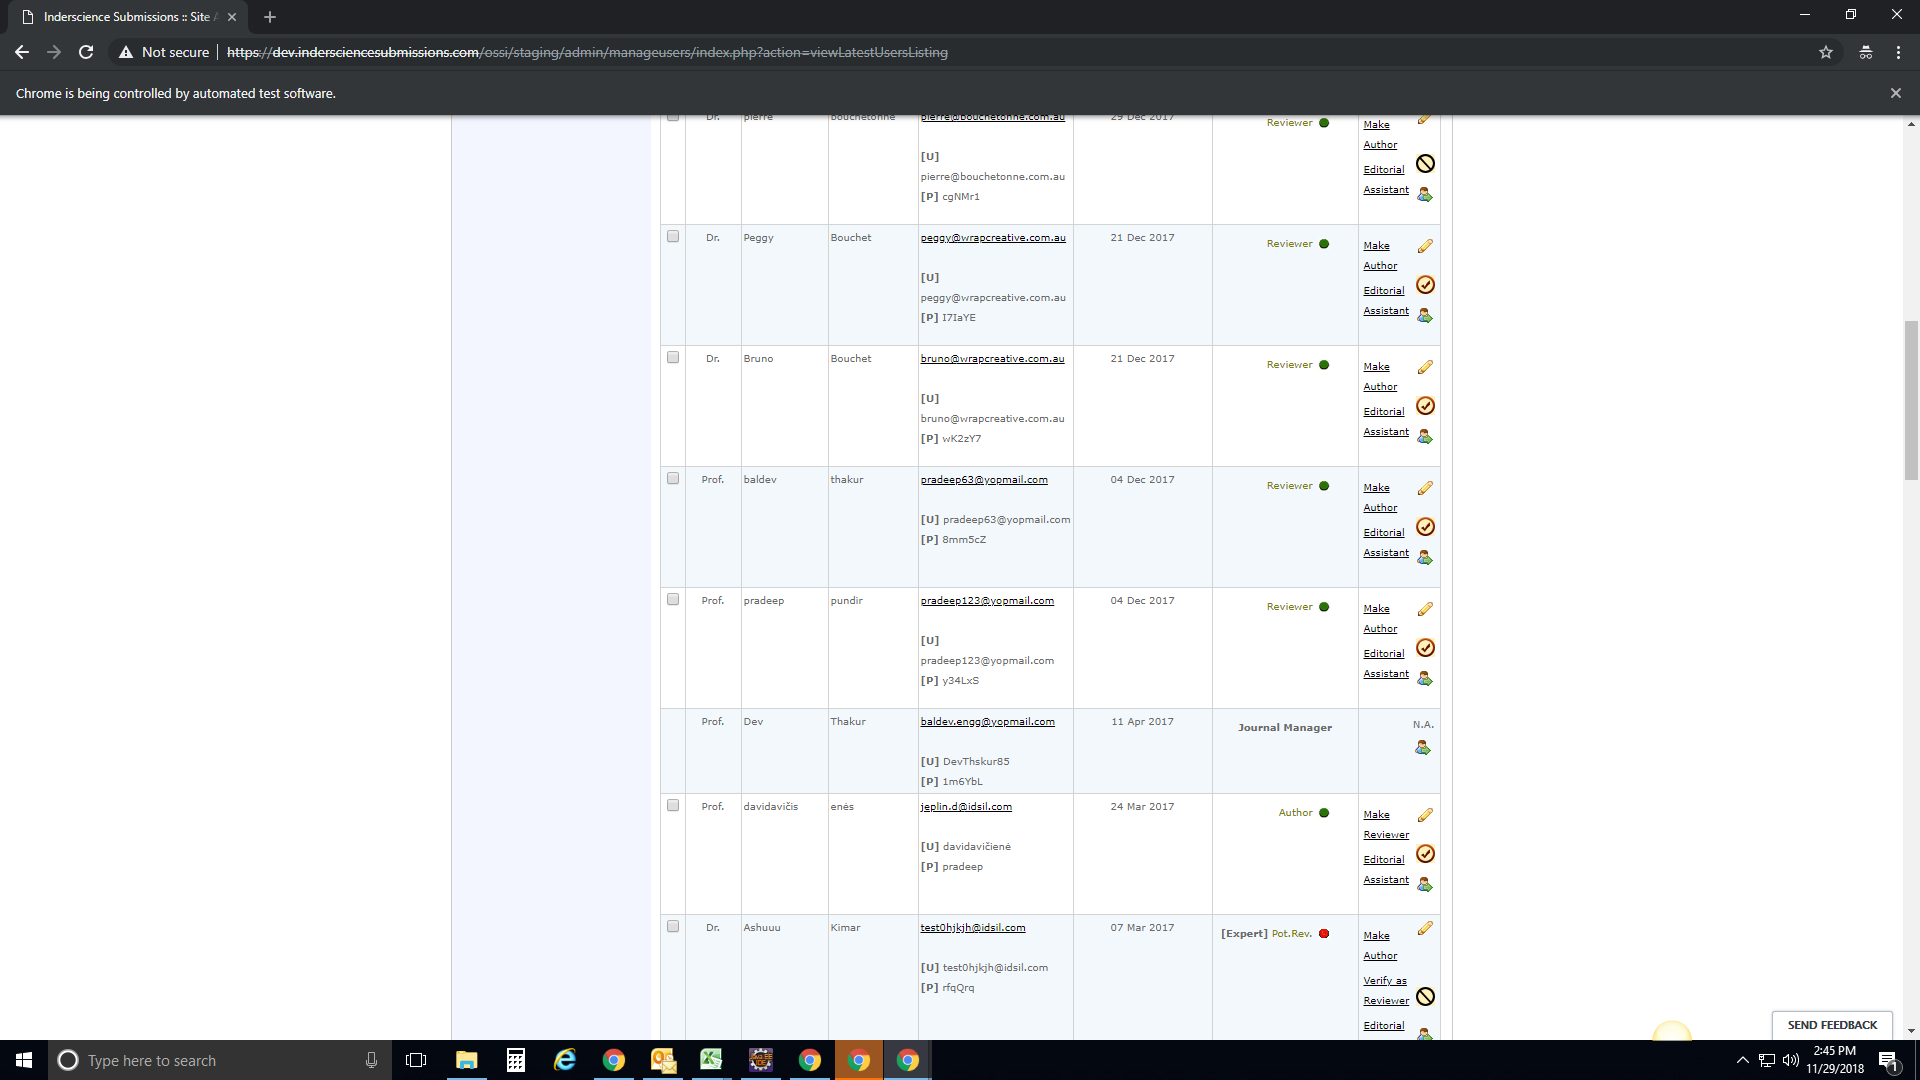 Inderscience Submissions :: Site A
Not secure
https://dev.indersciencesubmissions.com/ossi/staging/admin/manageusers/index.php?action=viewLatestUsersListing
Chrome is being controlled by automated test software.
Dr. pierre bouchetonne pierre@bouchetonne.com.au 29 Dec 2017 Reviewer Make
Author
[U]
Editorial
pierre@bouchetonne.com.au
Assistant
[P] cgNMr1
Dr. Peggy Bouchet peggy@wrapcreative.com.au 21 Dec 2017 Reviewer Make
Author
[U]
Editorial
peggy@wrapcreative.com.au
Assistant
[P] I7IaYE
Dr. Bruno Bouchet bruno@wrapcreative.com.au 21 Dec 2017 Reviewer Make
Author
[U]
Editorial
bruno@wrapcreative.com.au
Assistant
[P] wK2zY7
Prof. baldev thakur pradeep63@yopmail.com 04 Dec 2017 Reviewer Make
Author
[U] pradeep63@yopmail.com
Editorial
[P] 8mm5cZ
Assistant
Prof. pradeep pundir pradeep123@yopmail.com 04 Dec 2017 Reviewer Make
Author
[U]
Editorial
pradeep123@yopmail.com
Assistant
[P] y34LxS
Prof. Dev Thakur baldev.engg@yopmail.com 11 Apr 2017 Journal Manager N.A.
[U] DevThskur85
[P] 1m6YbL
Prof. davidavičis enės jeplin.d@idsil.com 24 Mar 2017 Author Make
Reviewer
[U] davidavičienė
Editorial
[P] pradeep
Assistant
Dr. Ashuuu Kimar test0hjkjh@idsil.com 07 Mar 2017 [Expert] Pot.Rev. Make
Author
[U] test0hjkjh@idsil.com
Verify as
[P] rfqQrq
Reviewer
Editorial
SEND FEEDBACK
Type here to search
2:45 PM
11/29/2018
1